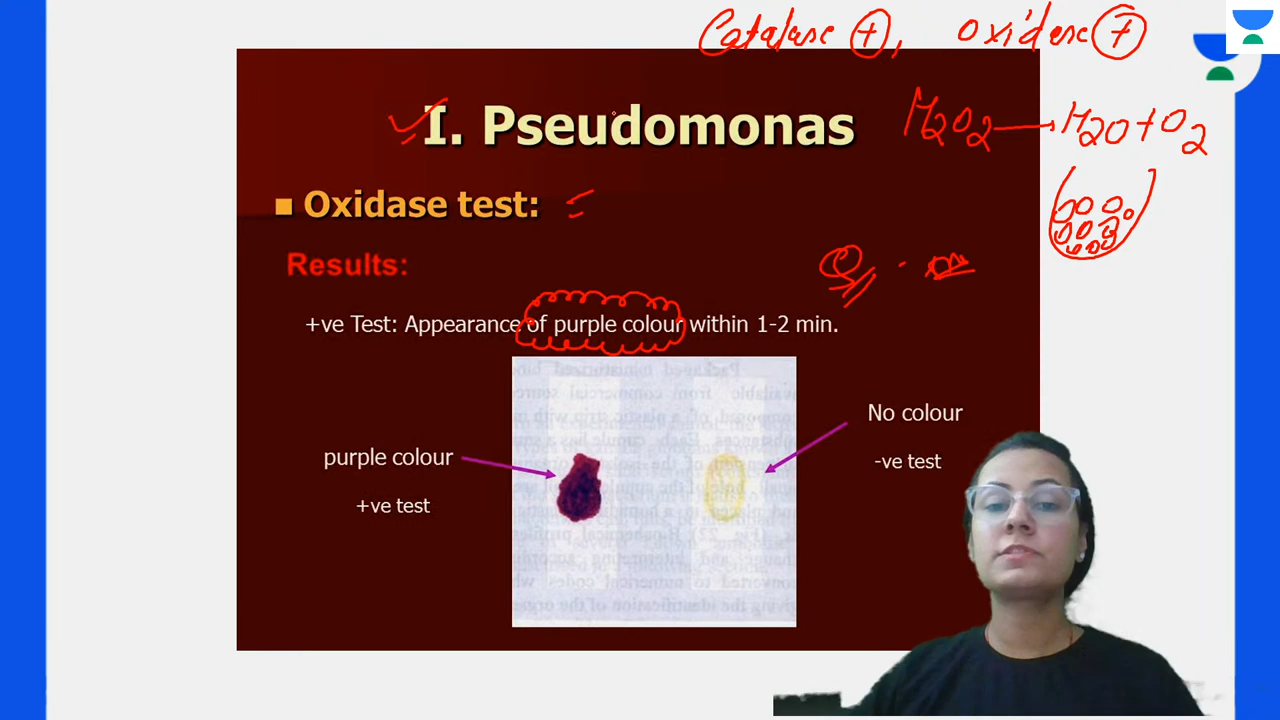 Catalase +, Oxidase +
I. Pseudomonas
H2O2 → H2O + O2
Oxidase test:
Results:
+ve Test: Appearance of purple colour within 1-2 min.
No colour
-ve test
purple colour
+ve test